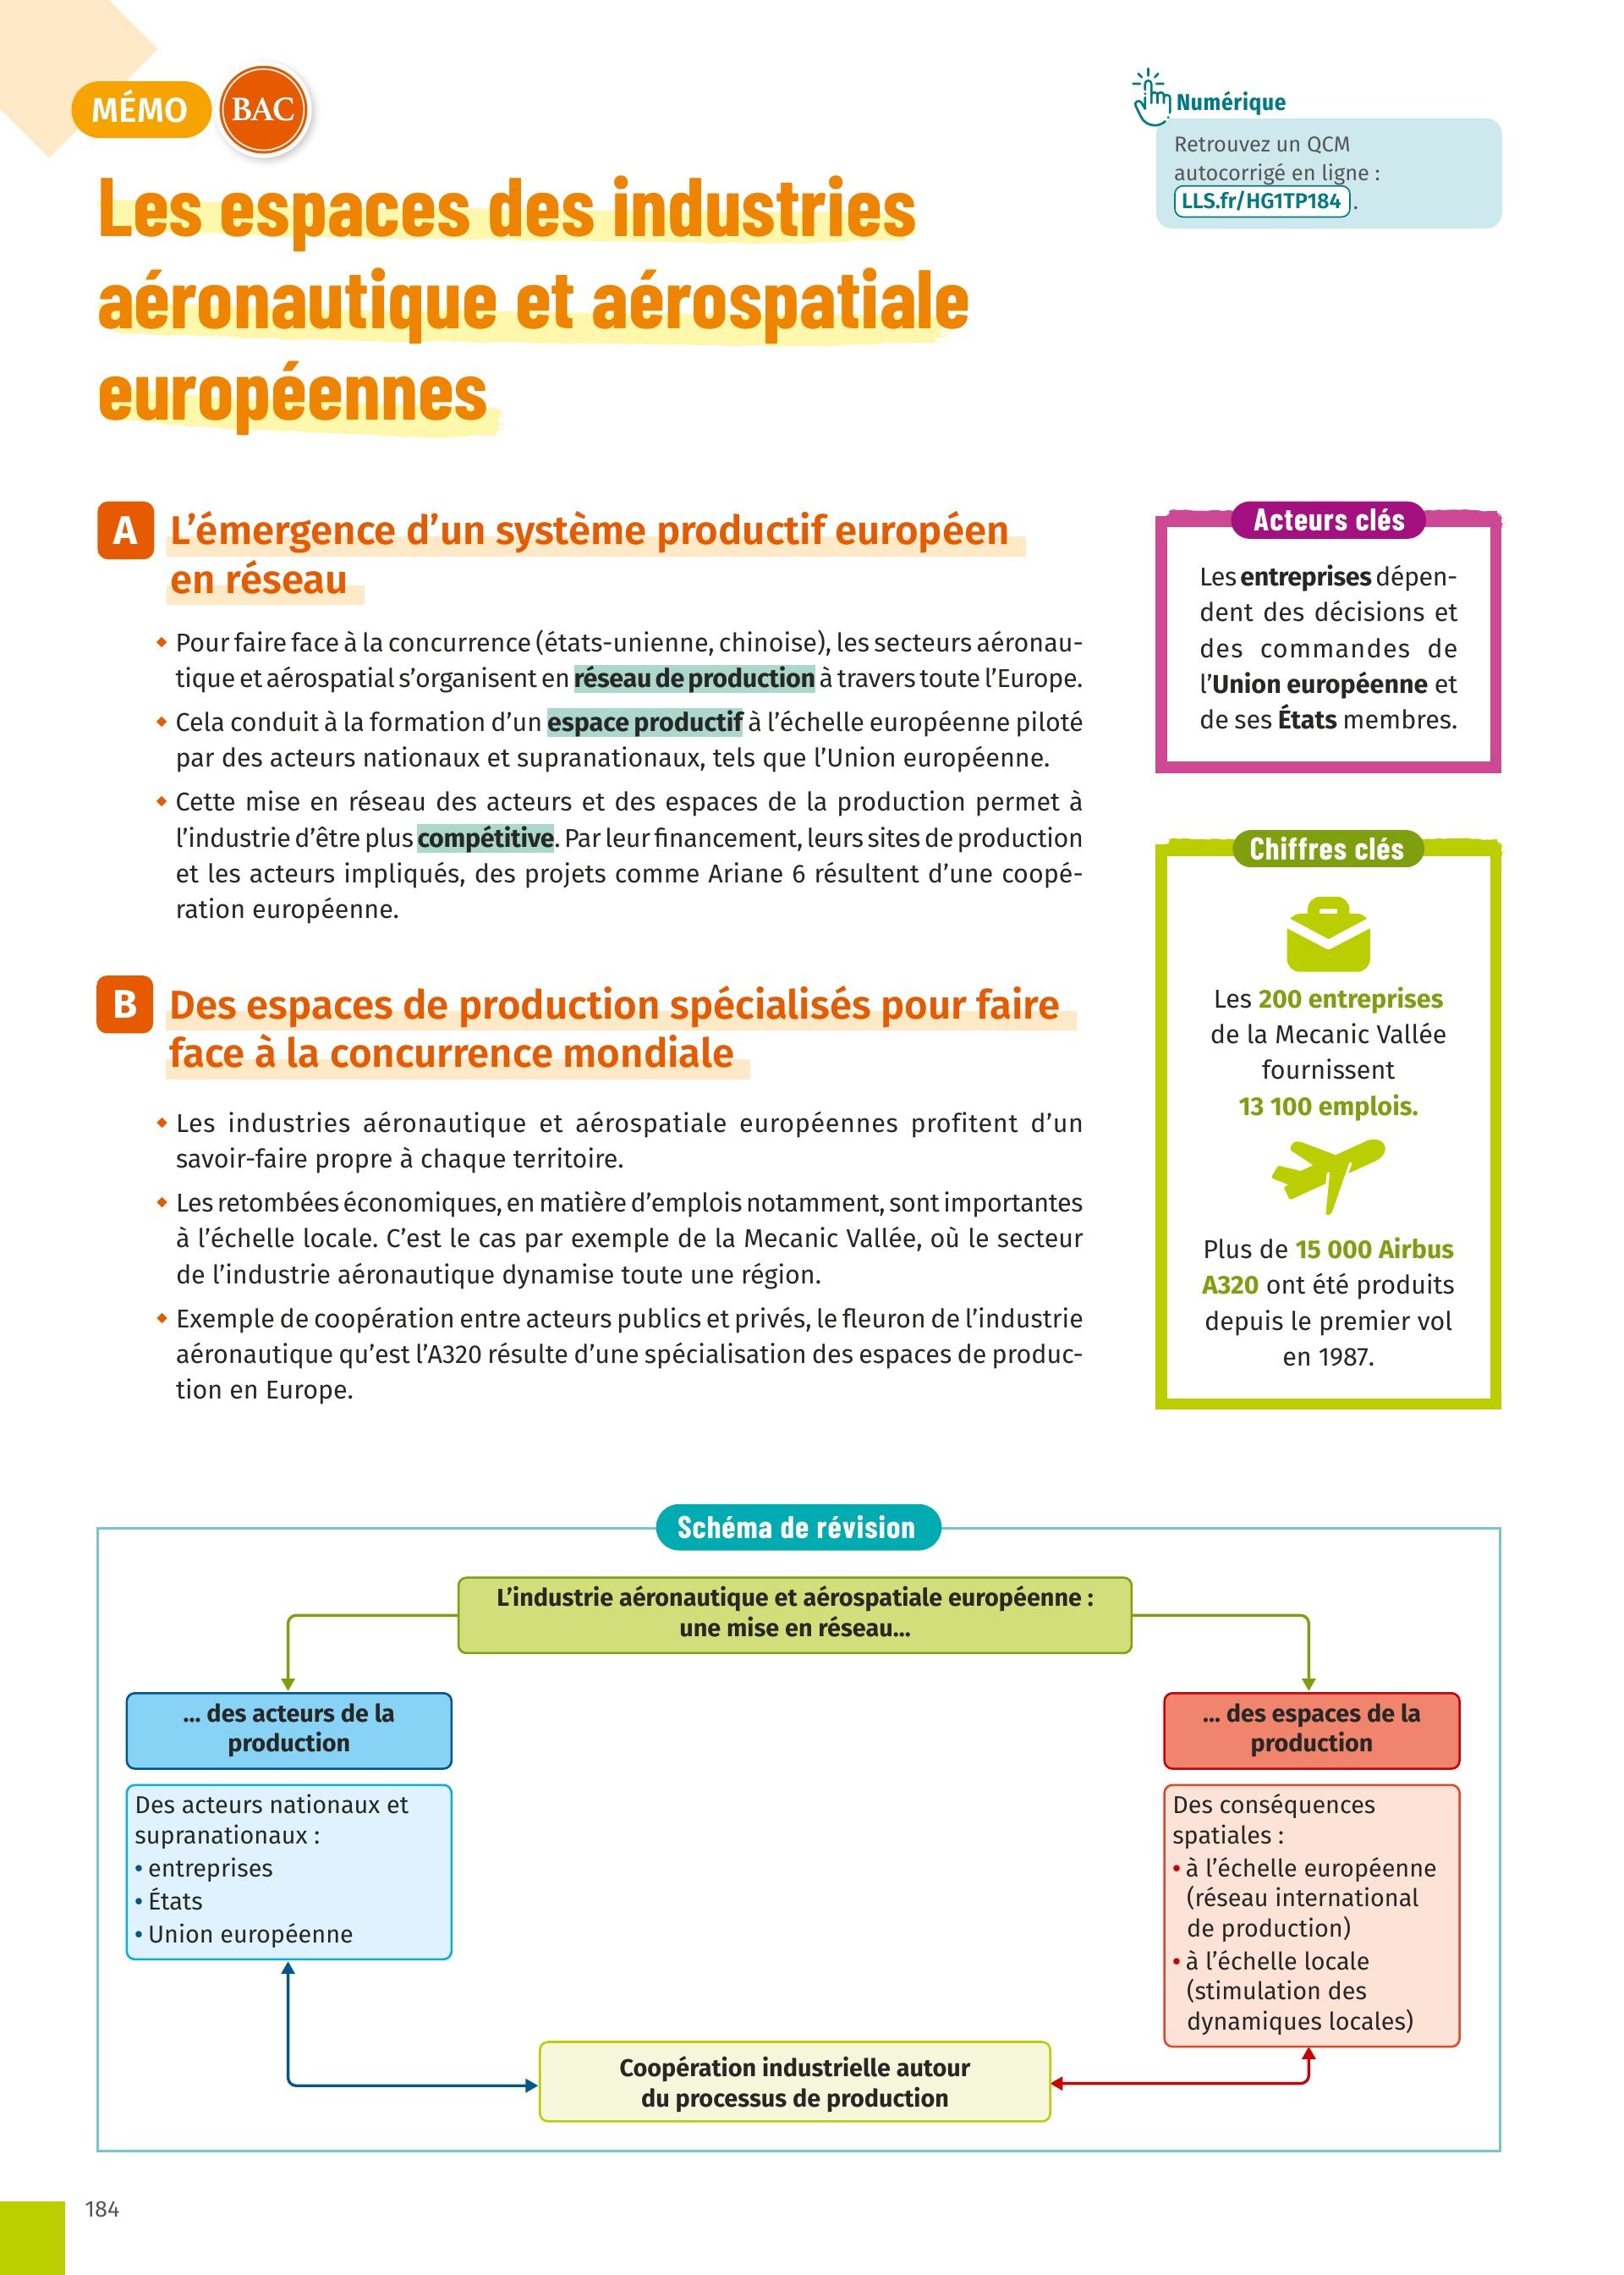 MÉMO
BAC
Numérique
Retrouvez un QCM
autocorrigé en ligne :
LLS.fr/HG1TP184 .
Les espaces des industries
aéronautique et aérospatiale
européennes
A
L’émergence d’un système productif européen
en réseau
Pour faire face à la concurrence (états-unienne, chinoise), les secteurs aéronau-
tique et aérospatial s’organisent en réseau de production à travers toute l’Europe.
Cela conduit à la formation d’un espace productif à l’échelle européenne piloté
par des acteurs nationaux et supranationaux, tels que l’Union européenne.
Cette mise en réseau des acteurs et des espaces de la production permet à
l’industrie d’être plus compétitive. Par leur financement, leurs sites de production
et les acteurs impliqués, des projets comme Ariane 6 résultent d’une coopé-
ration européenne.
B
Des espaces de production spécialisés pour faire
face à la concurrence mondiale
Les industries aéronautique et aérospatiale européennes profitent d’un
savoir-faire propre à chaque territoire.
Les retombées économiques, en matière d’emplois notamment, sont importantes
à l’échelle locale. C’est le cas par exemple de la Mecanic Vallée, où le secteur
de l’industrie aéronautique dynamise toute une région.
Exemple de coopération entre acteurs publics et privés, le fleuron de l’industrie
aéronautique qu’est l’A320 résulte d’une spécialisation des espaces de produc-
tion en Europe.
Acteurs clés
Les entreprises dépen-
dent des décisions et
des commandes de
l’Union européenne et
de ses États membres.
Chiffres clés
Les 200 entreprises
de la Mecanic Vallée
fournissent
13 100 emplois.
Plus de 15 000 Airbus
A320 ont été produits
depuis le premier vol
en 1987.
Schéma de révision
L’industrie aéronautique et aérospatiale européenne :
une mise en réseau...
... des acteurs de la
production
Des acteurs nationaux et
supranationaux :
• entreprises
• États
• Union européenne
... des espaces de la
production
Des conséquences
spatiales :
• à l’échelle européenne
(réseau international
de production)
• à l’échelle locale
(stimulation des
dynamiques locales)
Coopération industrielle autour
du processus de production
184